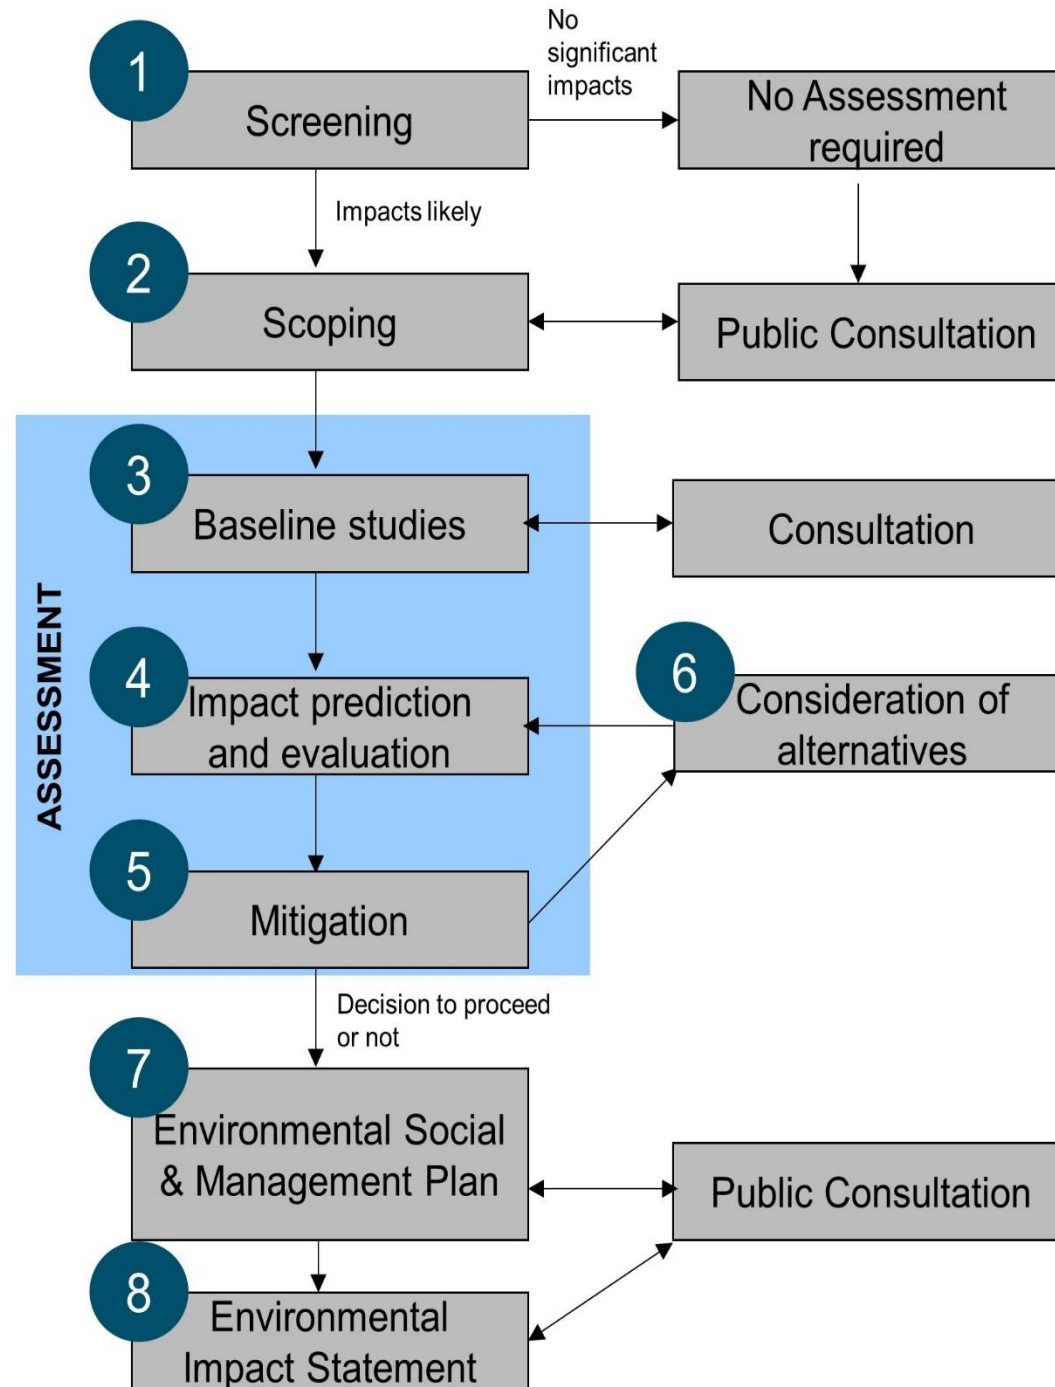 1
Screening
No
significant
impacts
No Assessment
required
Impacts likely
2
Scoping
Public Consultation
ASSESSMENT
3
Baseline studies
Consultation
4
Impact prediction
and evaluation
6
Consideration of
alternatives
5
Mitigation
Decision to proceed
or not
7
Environmental Social
& Management Plan
Public Consultation
8
Environmental
Impact Statement